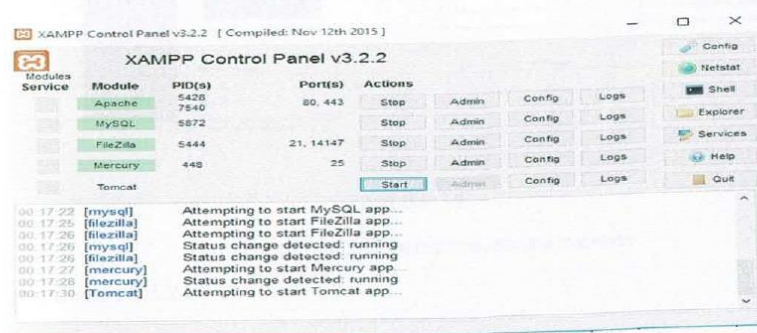 XAMPP Control Panel v3.2.2 [ Compiled: Nov 12th 2015 ]
XAMPP Control Panel v3.2.2
Config
Netstat
Shell
Explorer
Services
Help
Quit
Modules
Service Module PID(s) Port(s) Actions
Apache 5428 7540 80, 443 Stop Admin Config Logs
MySQL 5872 Stop Admin Config Logs
FileZilla 5444 21, 14147 Stop Admin Config Logs
Mercury 448 25 Stop Admin Config Logs
Tomcat Start Admin Config Logs
00:17:22 [mysql] Attempting to start MySQL app...
00:17:25 [filezilla] Attempting to start FileZilla app...
00:17:26 [filezilla] Attempting to start FileZilla app...
00:17:26 [mysql] Status change detected: running
00:17:26 [filezilla] Status change detected: running
00:17:27 [mercury] Attempting to start Mercury app...
00:17:28 [mercury] Status change detected: running
00:17:30 [Tomcat] Attempting to start Tomcat app...